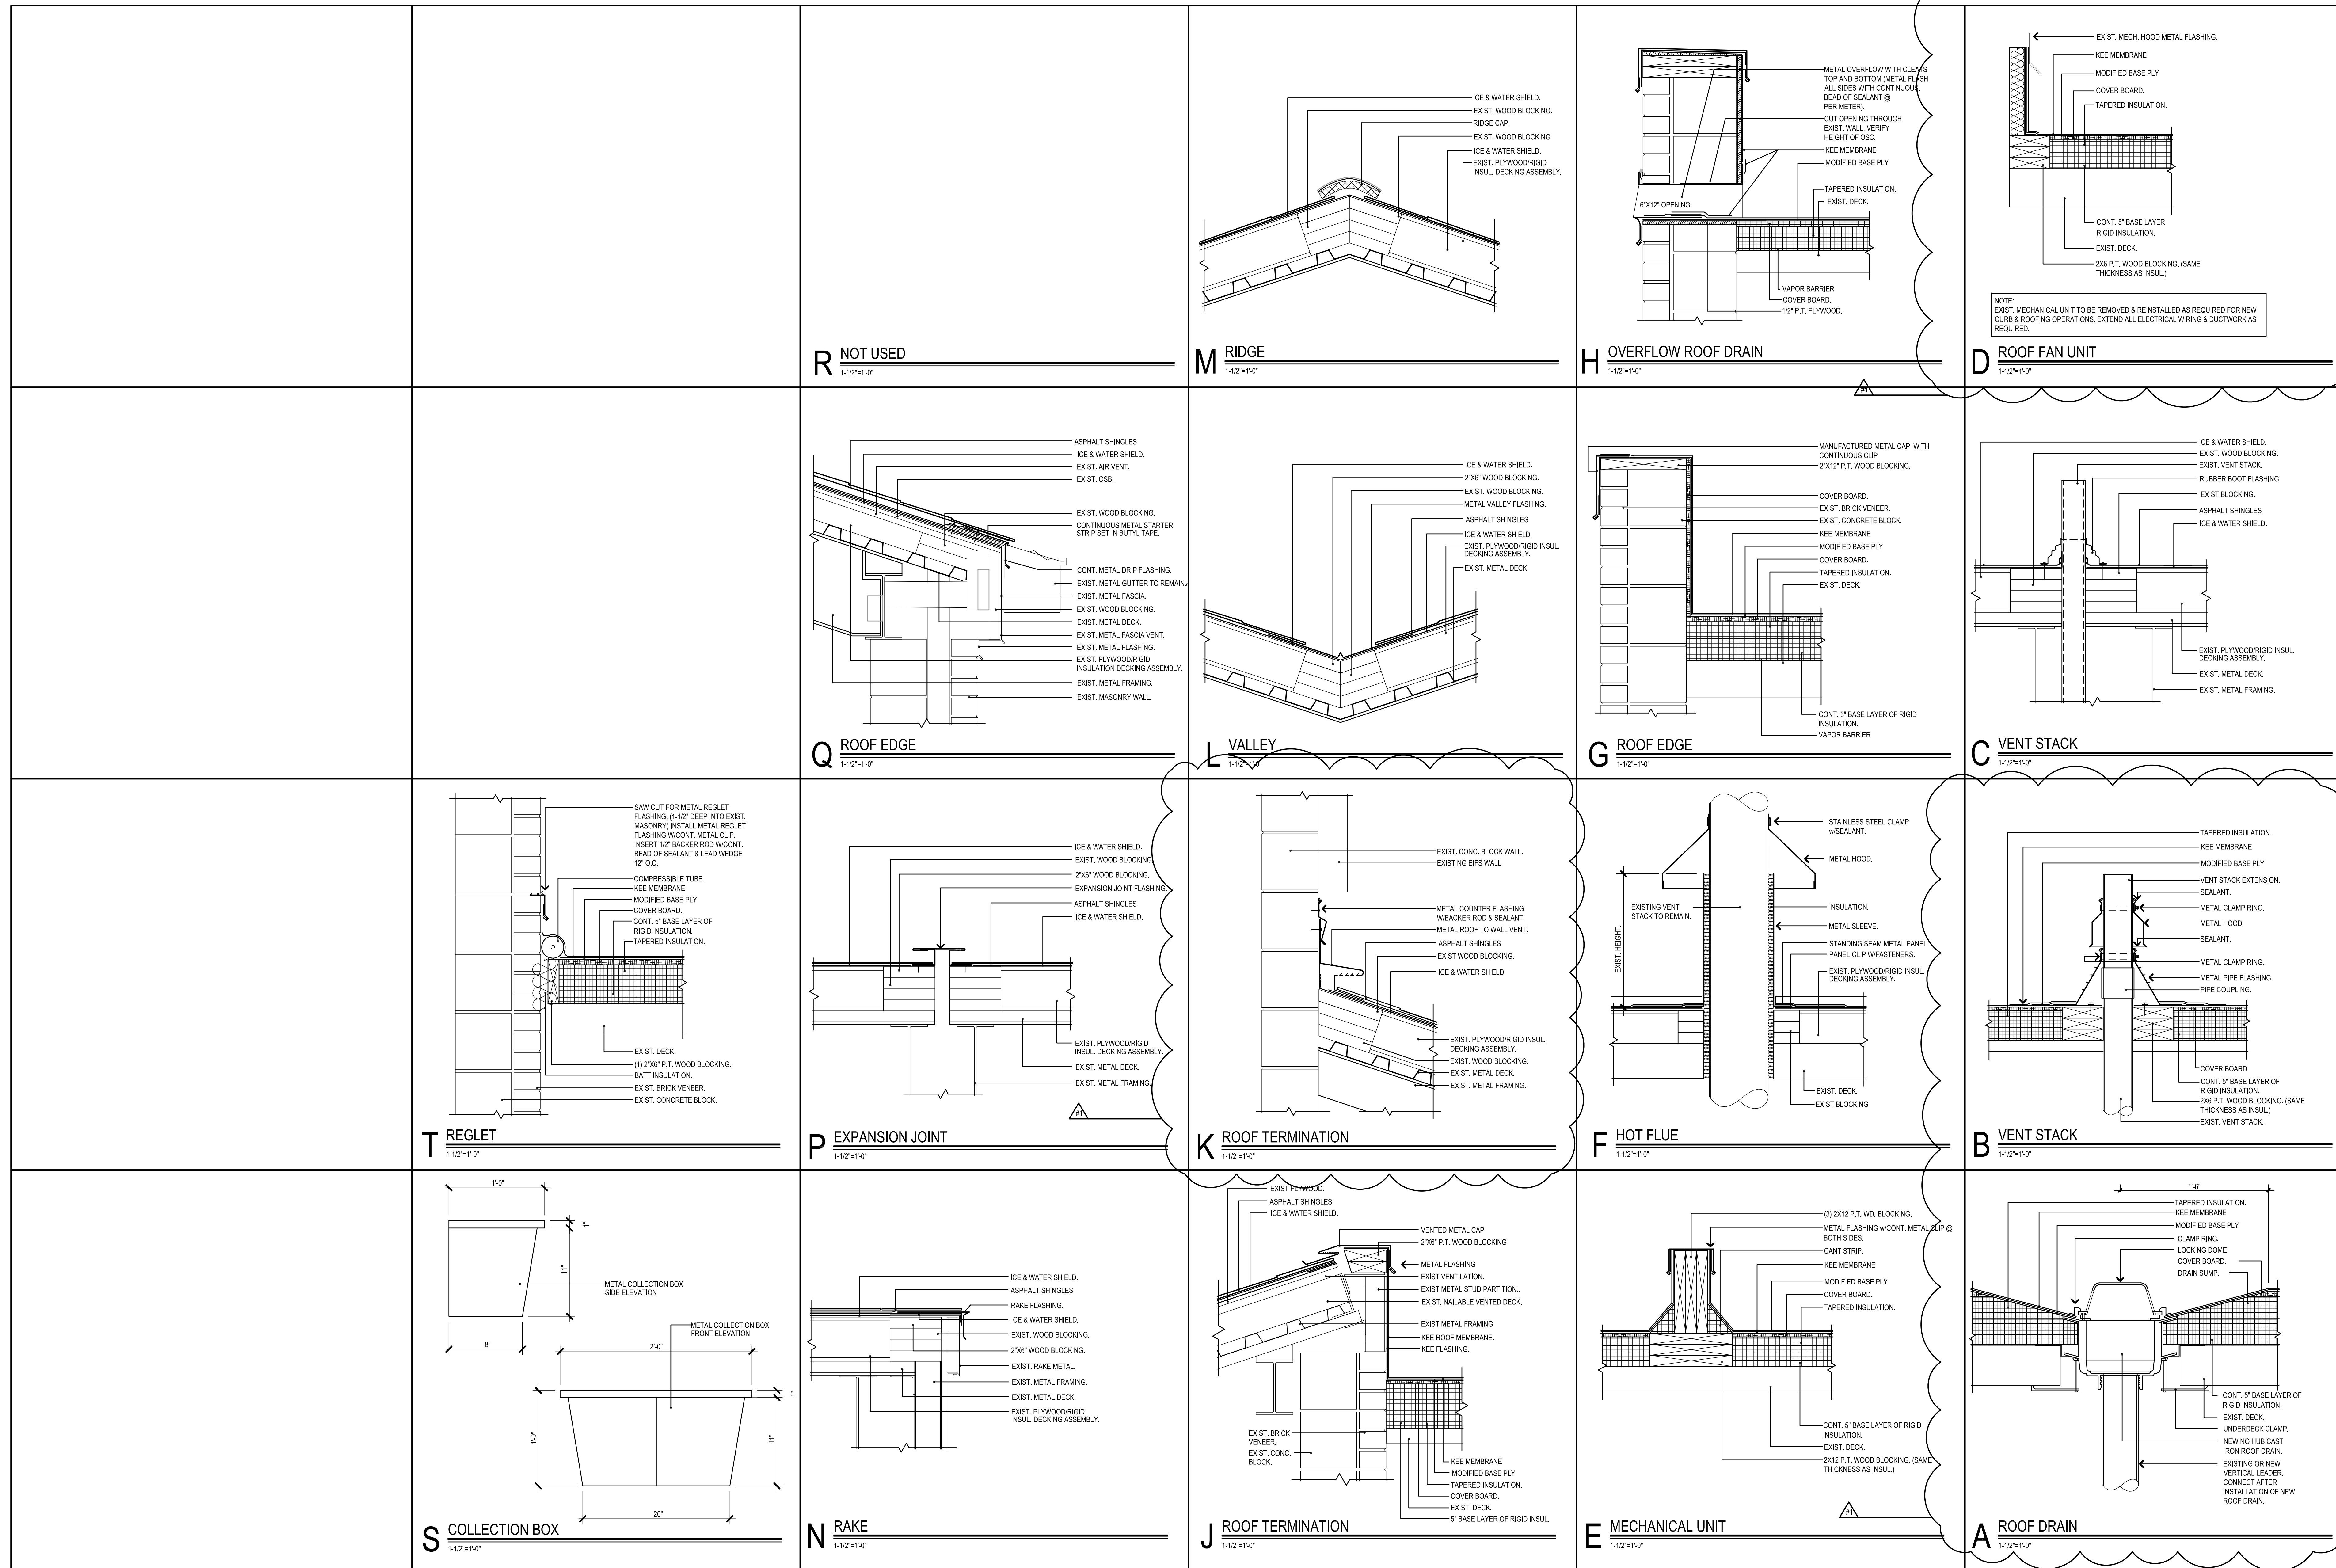 ICE & WATER SHIELD.
EXIST. WOOD BLOCKING.
RIDGE CAP.
EXIST. WOOD BLOCKING.
ICE & WATER SHIELD.
EXIST. PLYWOOD/RIGID
INSUL. DECKING ASSEMBLY.
METAL OVERFLOW WITH CLEATS
TOP AND BOTTOM (METAL FLASH
ALL SIDES WITH CONTINUOUS.
BEAD OF SEALANT @
PERIMETER).
CUT OPENING THROUGH
EXIST. WALL, VERIFY
HEIGHT OF OSC.
KEE MEMBRANE
MODIFIED BASE PLY
TAPERED INSULATION.
EXIST. DECK.
6"X12" OPENING
VAPOR BARRIER
COVER BOARD.
1/2" P.T. PLYWOOD.
EXIST. MECH. HOOD METAL FLASHING.
KEE MEMBRANE
MODIFIED BASE PLY
COVER BOARD.
TAPERED INSULATION.
CONT. 5" BASE LAYER
RIGID INSULATION.
EXIST. DECK.
2X6 P.T. WOOD BLOCKING. (SAME
THICKNESS AS INSUL.)
NOTE:
EXIST. MECHANICAL UNIT TO BE REMOVED & REINSTALLED AS REQUIRED FOR NEW
CURB & ROOFING OPERATIONS, EXTEND ALL ELECTRICAL WIRING & DUCTWORK AS
REQUIRED.
R NOT USED
1-1/2"=1'-0"
M RIDGE
1-1/2"=1'-0"
H OVERFLOW ROOF DRAIN
1-1/2"=1'-0"
D ROOF FAN UNIT
1-1/2"=1'-0"
#1
ASPHALT SHINGLES
ICE & WATER SHIELD.
EXIST. AIR VENT.
EXIST. OSB.
EXIST. WOOD BLOCKING.
CONTINUOUS METAL STARTER
STRIP SET IN BUTYL TAPE.
CONT. METAL DRIP FLASHING.
EXIST. METAL GUTTER TO REMAIN.
EXIST. METAL FASCIA.
EXIST. WOOD BLOCKING.
EXIST. METAL DECK.
EXIST. METAL FASCIA VENT.
EXIST. METAL FLASHING.
EXIST. PLYWOOD/RIGID
INSULATION DECKING ASSEMBLY.
EXIST. METAL FRAMING.
EXIST. MASONRY WALL.
Q ROOF EDGE
1-1/2"=1'-0"
ICE & WATER SHIELD.
2"X6" WOOD BLOCKING.
EXIST. WOOD BLOCKING.
METAL VALLEY FLASHING.
ASPHALT SHINGLES
ICE & WATER SHIELD.
EXIST. PLYWOOD/RIGID INSUL.
DECKING ASSEMBLY.
EXIST. METAL DECK.
L VALLEY
1-1/2"=1'-0"
MANUFACTURED METAL CAP WITH
CONTINUOUS CLIP
2"X12" P.T. WOOD BLOCKING.
COVER BOARD.
EXIST. BRICK VENEER.
EXIST. CONCRETE BLOCK.
KEE MEMBRANE
MODIFIED BASE PLY
COVER BOARD.
TAPERED INSULATION.
EXIST. DECK.
CONT. 5" BASE LAYER OF RIGID
INSULATION.
VAPOR BARRIER
G ROOF EDGE
1-1/2"=1'-0"
ICE & WATER SHIELD.
EXIST. WOOD BLOCKING.
EXIST. VENT STACK.
RUBBER BOOT FLASHING.
EXIST BLOCKING.
ASPHALT SHINGLES
ICE & WATER SHIELD.
EXIST. PLYWOOD/RIGID INSUL.
DECKING ASSEMBLY.
EXIST. METAL DECK.
EXIST. METAL FRAMING.
C VENT STACK
1-1/2"=1'-0"
SAW CUT FOR METAL REGLET
FLASHING, (1-1/2" DEEP INTO EXIST.
MASONRY) INSTALL METAL REGLET
FLASHING W/CONT. METAL CLIP.
INSERT 1/2" BACKER ROD W/CONT.
BEAD OF SEALANT & LEAD WEDGE
12" O.C.
COMPRESSIBLE TUBE.
KEE MEMBRANE
MODIFIED BASE PLY
COVER BOARD.
CONT. 5" BASE LAYER OF
RIGID INSULATION.
TAPERED INSULATION.
EXIST. DECK.
(1) 2"X6" P.T. WOOD BLOCKING.
BATT INSULATION.
EXIST. BRICK VENEER.
EXIST. CONCRETE BLOCK.
T REGLET
1-1/2"=1'-0"
ICE & WATER SHIELD.
EXIST. WOOD BLOCKING
2"X6" WOOD BLOCKING.
EXPANSION JOINT FLASHING.
ASPHALT SHINGLES
ICE & WATER SHIELD.
EXIST. PLYWOOD/RIGID
INSUL. DECKING ASSEMBLY.
EXIST. METAL DECK.
EXIST. METAL FRAMING.
#1
P EXPANSION JOINT
1-1/2"=1'-0"
EXIST. CONC. BLOCK WALL.
EXISTING EIFS WALL
METAL COUNTER FLASHING
W/BACKER ROD & SEALANT.
METAL ROOF TO WALL VENT.
ASPHALT SHINGLES
EXIST WOOD BLOCKING.
ICE & WATER SHIELD.
EXIST. PLYWOOD/RIGID INSUL.
DECKING ASSEMBLY.
EXIST. WOOD BLOCKING.
EXIST. METAL DECK.
EXIST. METAL FRAMING.
K ROOF TERMINATION
1-1/2"=1'-0"
STAINLESS STEEL CLAMP
w/SEALANT.
METAL HOOD.
EXISTING VENT
STACK TO REMAIN.
EXIST. HEIGHT.
INSULATION.
METAL SLEEVE.
STANDING SEAM METAL PANEL.
PANEL CLIP W/FASTENERS.
EXIST. PLYWOOD/RIGID INSUL.
DECKING ASSEMBLY.
EXIST. DECK.
EXIST BLOCKING
F HOT FLUE
1-1/2"=1'-0"
TAPERED INSULATION.
KEE MEMBRANE
MODIFIED BASE PLY
VENT STACK EXTENSION.
SEALANT.
METAL CLAMP RING.
METAL HOOD.
SEALANT.
METAL CLAMP RING.
METAL PIPE FLASHING.
PIPE COUPLING.
COVER BOARD.
CONT. 5" BASE LAYER OF
RIGID INSULATION.
2X6 P.T. WOOD BLOCKING. (SAME
THICKNESS AS INSUL.)
EXIST. VENT STACK.
B VENT STACK
1-1/2"=1'-0"
1'-0"
1"
11"
METAL COLLECTION BOX
SIDE ELEVATION
8"
METAL COLLECTION BOX
FRONT ELEVATION
2'-0"
1"
1'-0"
11"
20"
S COLLECTION BOX
1-1/2"=1'-0"
ICE & WATER SHIELD.
ASPHALT SHINGLES
RAKE FLASHING.
ICE & WATER SHIELD.
EXIST. WOOD BLOCKING.
2"X6" WOOD BLOCKING.
EXIST. RAKE METAL.
EXIST. METAL FRAMING.
EXIST. METAL DECK.
EXIST. PLYWOOD/RIGID
INSUL. DECKING ASSEMBLY.
N RAKE
1-1/2"=1'-0"
EXIST PLYWOOD.
ASPHALT SHINGLES
ICE & WATER SHIELD.
VENTED METAL CAP
2"X6" P.T. WOOD BLOCKING
METAL FLASHING
EXIST VENTILATION.
EXIST METAL STUD PARTITION..
EXIST. NAILABLE VENTED DECK.
EXIST METAL FRAMING
KEE ROOF MEMBRANE.
KEE FLASHING.
EXIST. BRICK
VENEER.
EXIST. CONC.
BLOCK.
KEE MEMBRANE
MODIFIED BASE PLY
TAPERED INSULATION.
COVER BOARD.
EXIST. DECK.
5" BASE LAYER OF RIGID INSUL.
J ROOF TERMINATION
1-1/2"=1'-0"
(3) 2X12 P.T. WD. BLOCKING.
METAL FLASHING w/CONT. METAL CLIP @
BOTH SIDES.
CANT STRIP.
KEE MEMBRANE
MODIFIED BASE PLY
COVER BOARD.
TAPERED INSULATION.
CONT. 5" BASE LAYER OF RIGID
INSULATION.
EXIST. DECK.
2X12 P.T. WOOD BLOCKING. (SAME
THICKNESS AS INSUL.)
#1
E MECHANICAL UNIT
1-1/2"=1'-0"
1'-6"
TAPERED INSULATION.
KEE MEMBRANE
MODIFIED BASE PLY
CLAMP RING.
LOCKING DOME.
COVER BOARD.
DRAIN SUMP.
CONT. 5" BASE LAYER OF
RIGID INSULATION.
EXIST. DECK.
UNDERDECK CLAMP.
NEW NO HUB CAST
IRON ROOF DRAIN.
EXISTING OR NEW
VERTICAL LEADER.
CONNECT AFTER
INSTALLATION OF NEW
ROOF DRAIN.
A ROOF DRAIN
1-1/2"=1'-0"